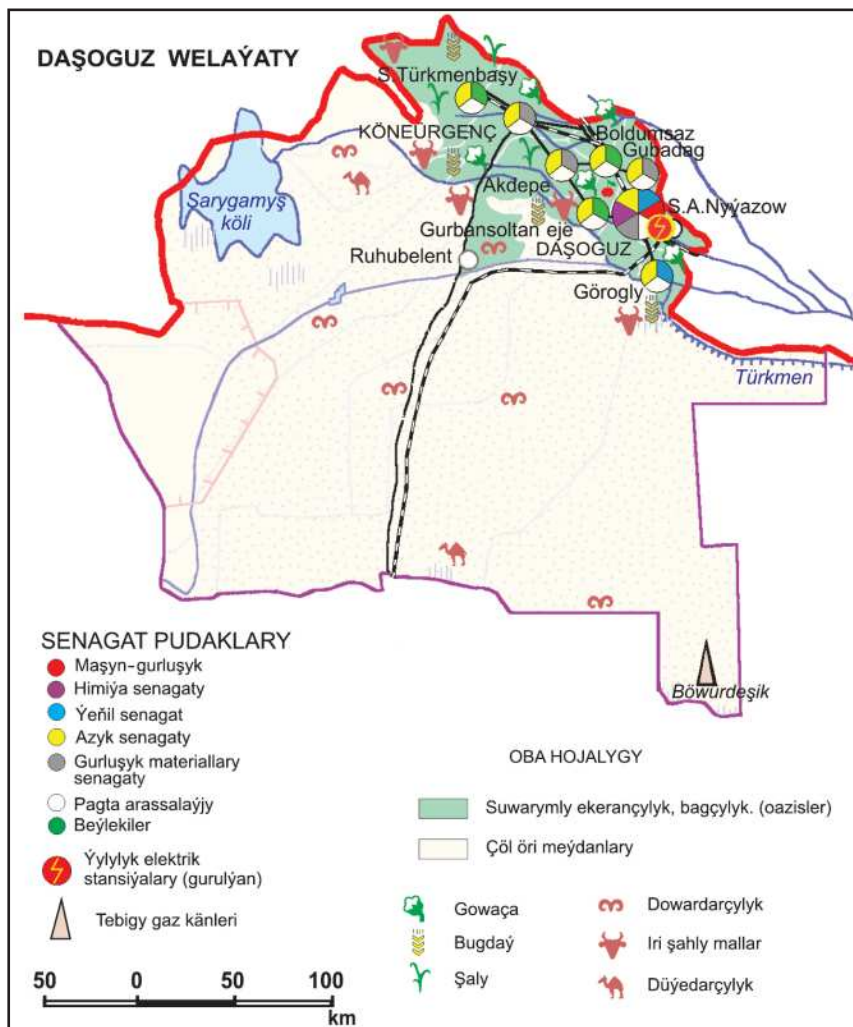 DAŞOGUZ WELAÝATY
S.Türkmenbaşy
KÖNEÜRGENÇ
Boldumsaz
Gubadag
Sarygamyş
köli
Akdepe
S.A.Nyýazow
Gurbansoltan eje
DAŞOGUZ
Ruhubelent
Görogly
Türkmen
Böwürdeşik
SENAGAT PUDAKLARY
Maşyn-gurluşyk
Himiýa senagaty
Ýeňil senagat
Azyk senagaty
Gurluşyk materiallary
senagaty
Pagta arassalaýjy
Beýlekiler
Ýylylyk elektrik
stansiýalary (gurulýan)
Tebigy gaz känleri
50 0 50 100
km
OBA HOJALYGY
Suwarymly ekerançylyk, bagçylyk. (oazisler)
Çöl öri meýdanlary
Gowaça
Bugdaý
Şaly
Dowardarçylyk
Iri şahly mallar
Düýedarçylyk